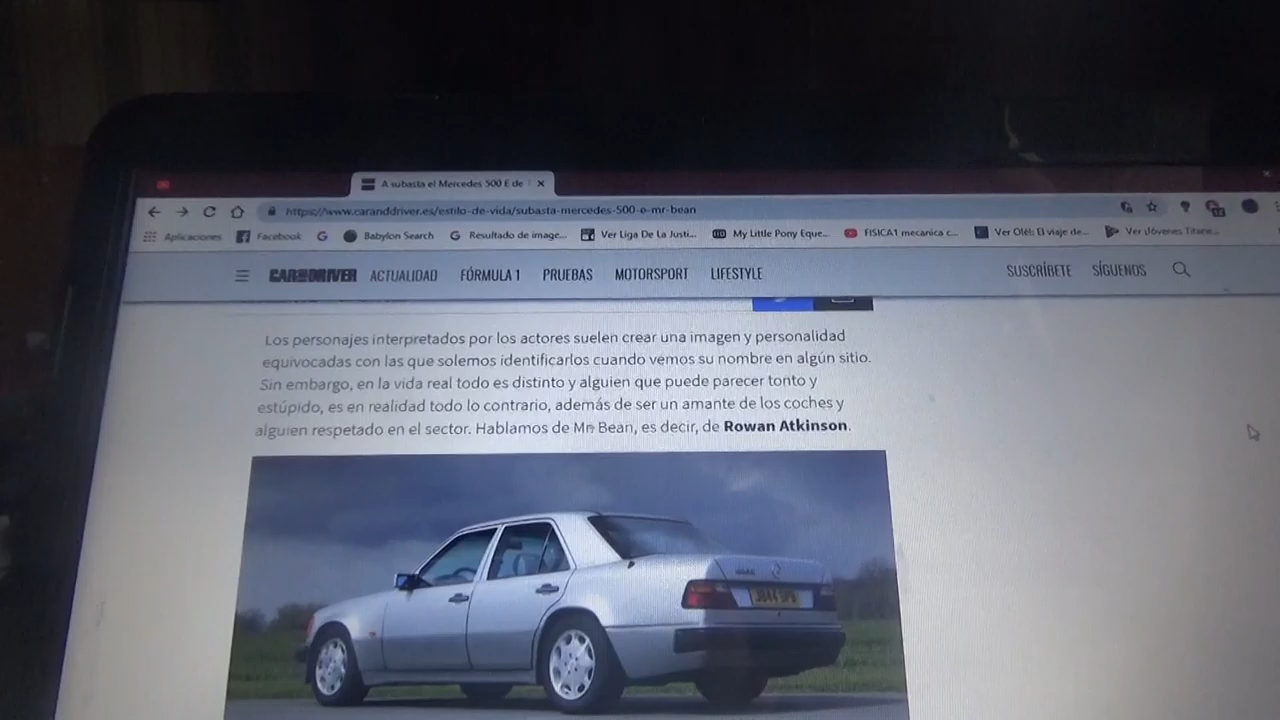 A subasta el Mercedes 500 E de
https://www.caranddriver.es/estilo-de-vida/subasta-mercedes-500-e-mr-bean
Aplicaciones Facebook Babylon Search Resultado de image... Ver Liga De La Justi... My Little Pony Eque... FISICA1 mecanica c... Ver Olé!: El viaje de... Ver ¡Jóvenes Titane...
CAR AND DRIVER ACTUALIDAD FÓRMULA 1 PRUEBAS MOTORSPORT LIFESTYLE SUSCRÍBETE SÍGUENOS
Los personajes interpretados por los actores suelen crear una imagen y personalidad
equivocadas con las que solemos identificarlos cuando vemos su nombre en algún sitio.
Sin embargo, en la vida real todo es distinto y alguien que puede parecer tonto y
estúpido, es en realidad todo lo contrario, además de ser un amante de los coches y
alguien respetado en el sector. Hablamos de Mr Bean, es decir, de Rowan Atkinson.